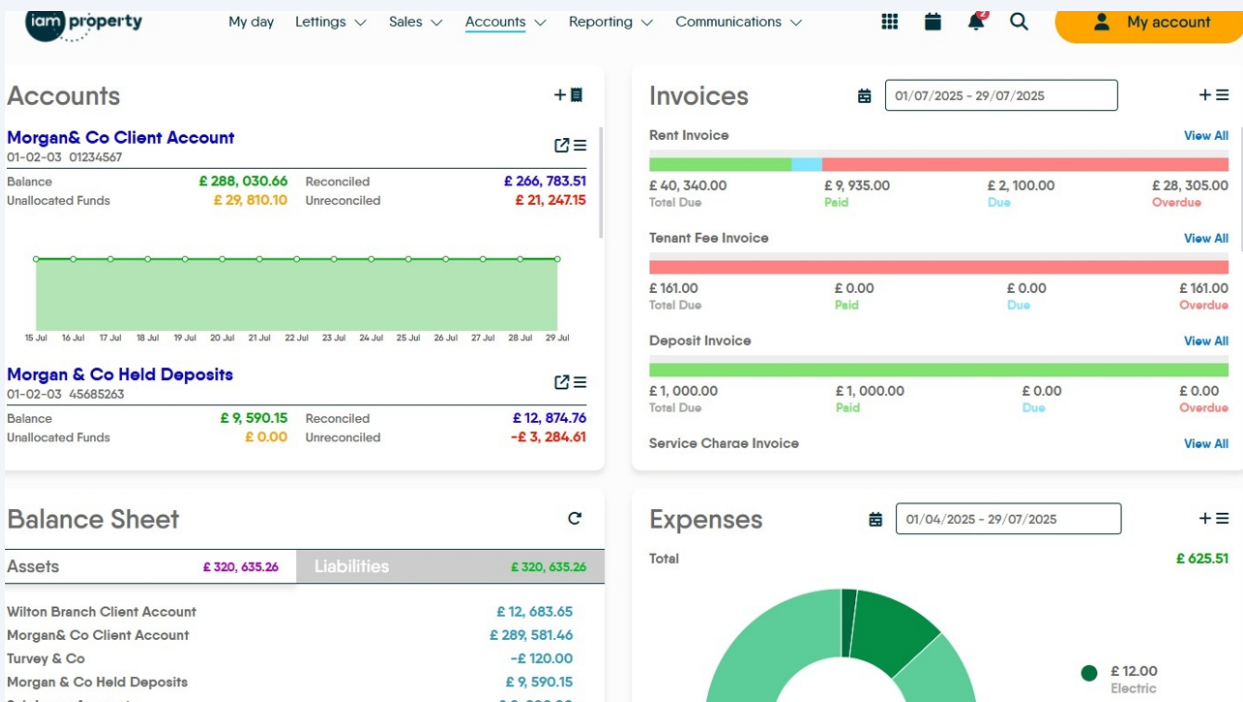 iam property My day Lettings Sales Accounts Reporting Communications 2 My account
Accounts
Morgan& Co Client Account
01-02-03 01234567
Balance £ 288, 030.66 Reconciled £ 266, 783.51
Unallocated Funds £ 29, 810.10 Unreconciled £ 21, 247.15
15 Jul 16 Jul 17 Jul 18 Jul 19 Jul 20 Jul 21 Jul 22 Jul 23 Jul 24 Jul 25 Jul 26 Jul 27 Jul 28 Jul 29 Jul
Morgan & Co Held Deposits
01-02-03 45685263
Balance £ 9, 590.15 Reconciled £ 12, 874.76
Unallocated Funds £ 0.00 Unreconciled -£ 3, 284.61
Invoices 01/07/2025 - 29/07/2025
Rent Invoice View All
£ 40, 340.00 £ 9, 935.00 £ 2, 100.00 £ 28, 305.00
Total Due Paid Due Overdue
Tenant Fee Invoice View All
£ 161.00 £ 0.00 £ 0.00 £ 161.00
Total Due Paid Due Overdue
Deposit Invoice View All
£ 1, 000.00 £ 1, 000.00 £ 0.00 £ 0.00
Total Due Paid Due Overdue
Service Charge Invoice View All
Balance Sheet
Assets £ 320, 635.26 Liabilities £ 320, 635.26
Wilton Branch Client Account £ 12, 683.65
Morgan& Co Client Account £ 289, 581.46
Turvey & Co -£ 120.00
Morgan & Co Held Deposits £ 9, 590.15
Expenses 01/04/2025 - 29/07/2025
Total £ 625.51
£ 12.00
Electric